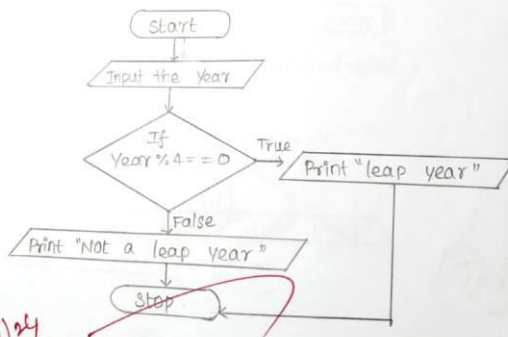 Start
Input the Year
If
Year % 4 = = 0
True
Print "leap year"
False
Print "Not a leap year"
Stop